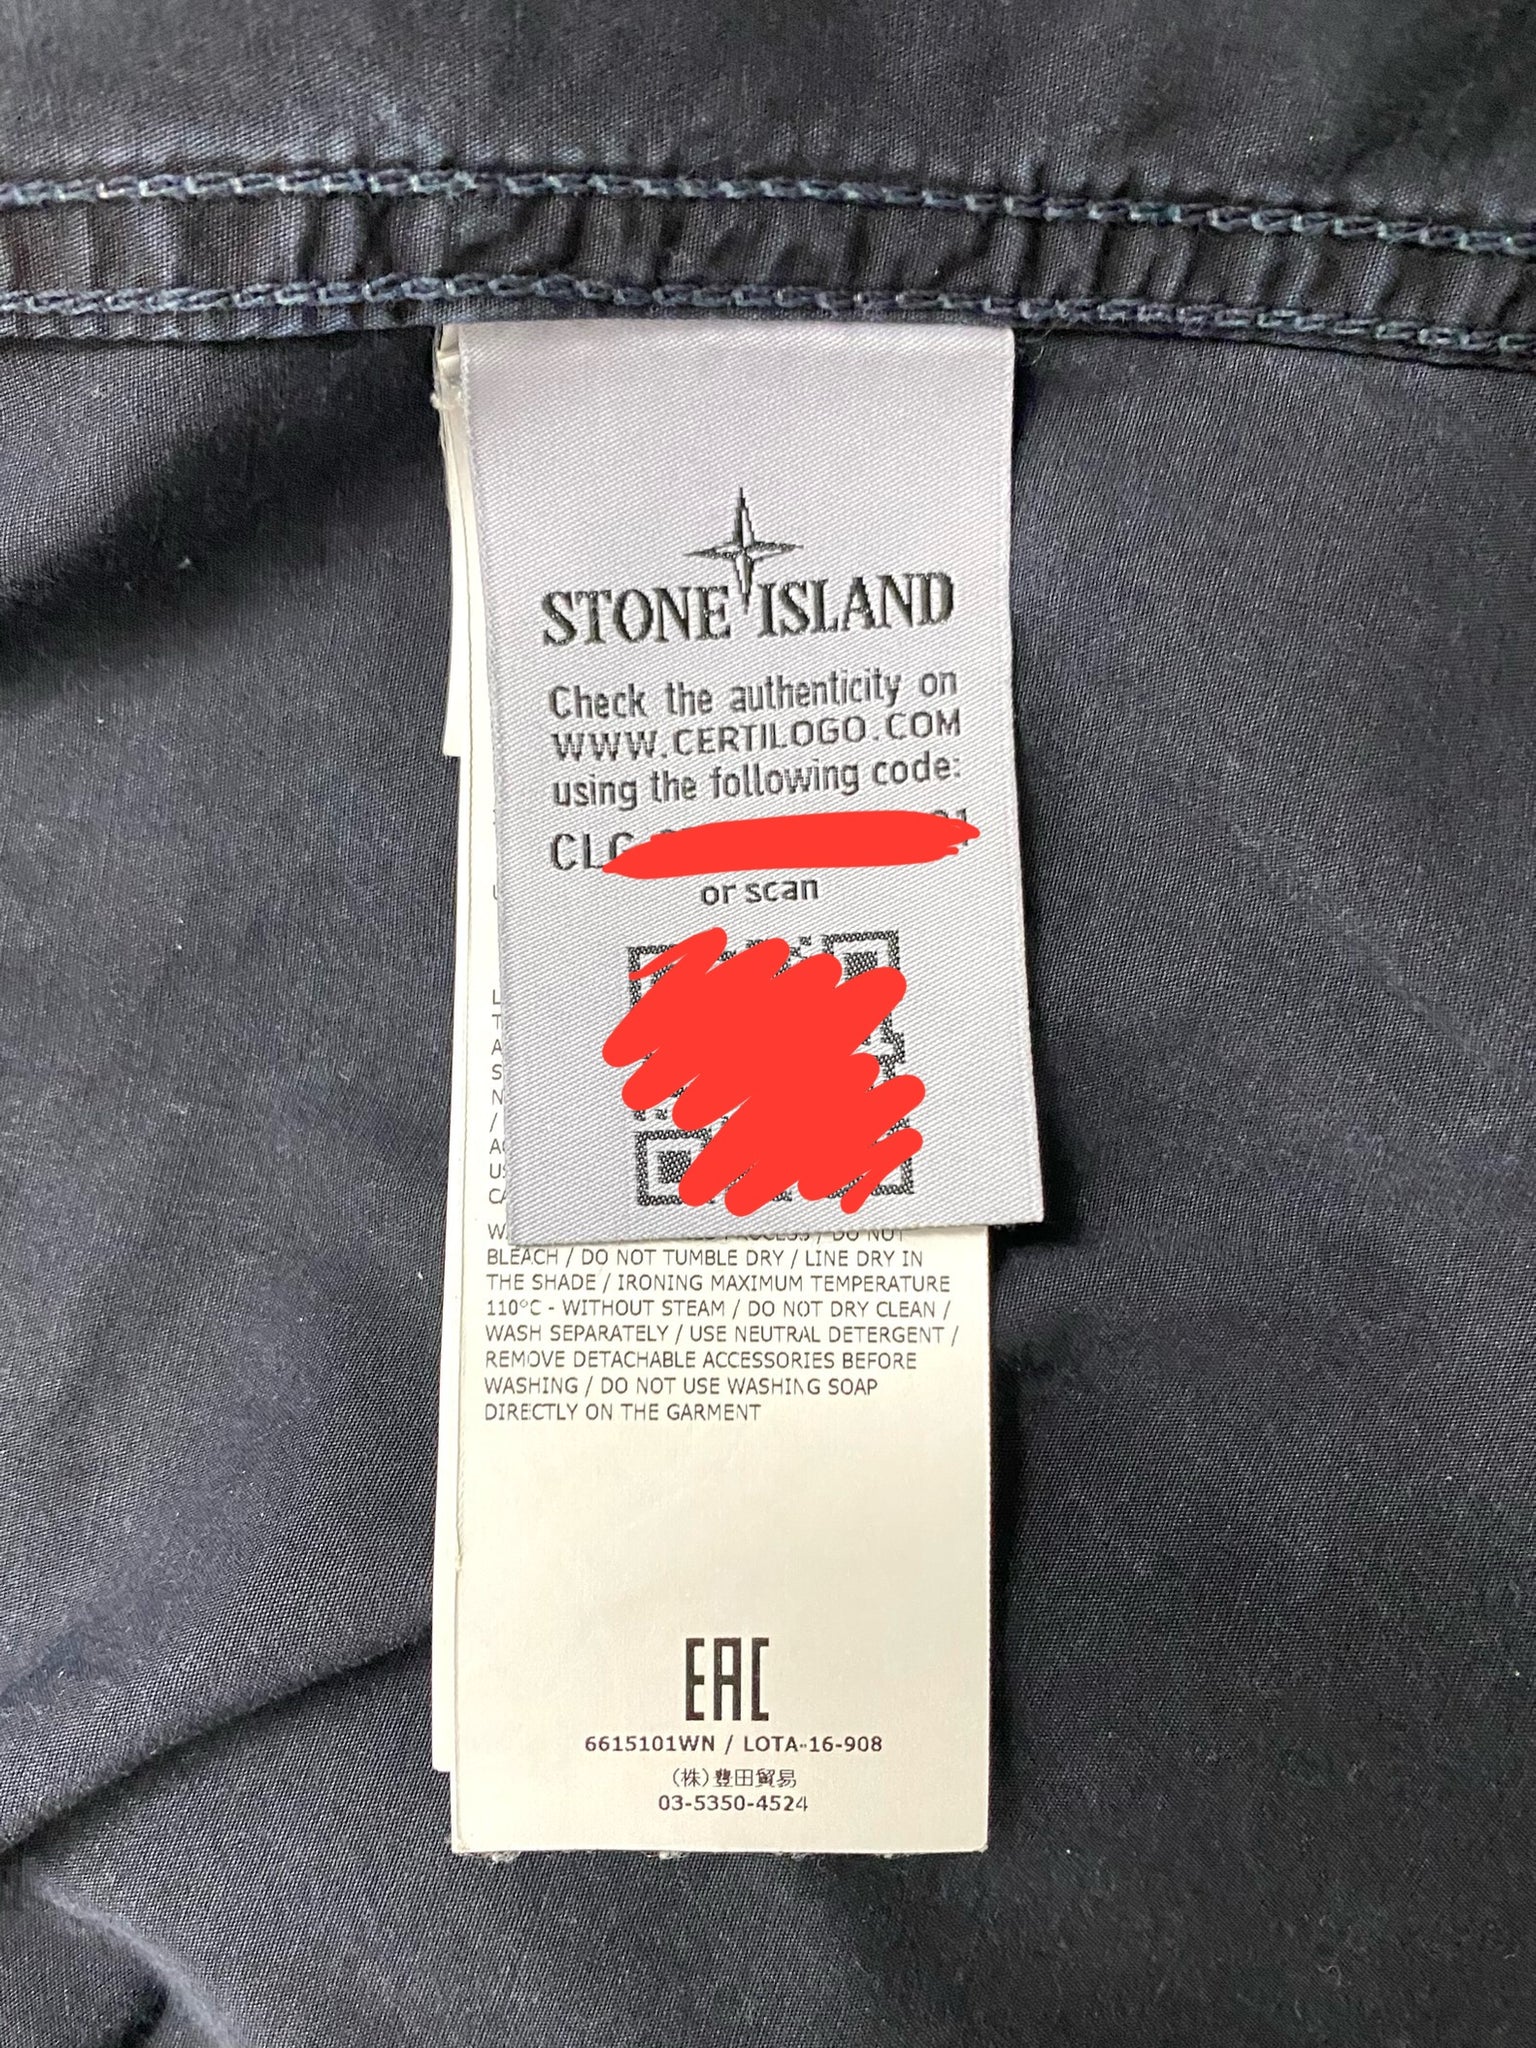 STONE ISLAND
Check the authenticity on
WWW.CERTILOGO.COM
using the following code:
or scan
BLEACH / DO NOT TUMBLE DRY / LINE DRY IN
THE SHADE / IRONING MAXIMUM TEMPERATURE
110°C - WITHOUT STEAM / DO NOT DRY CLEAN /
WASH SEPARATELY / USE NEUTRAL DETERGENT /
REMOVE DETACHABLE ACCESSORIES BEFORE
WASHING / DO NOT USE WASHING SOAP
DIRECTLY ON THE GARMENT
EAC
6615101WN / LOTA-16-908
(株)豊田貿易
03-5350-4524